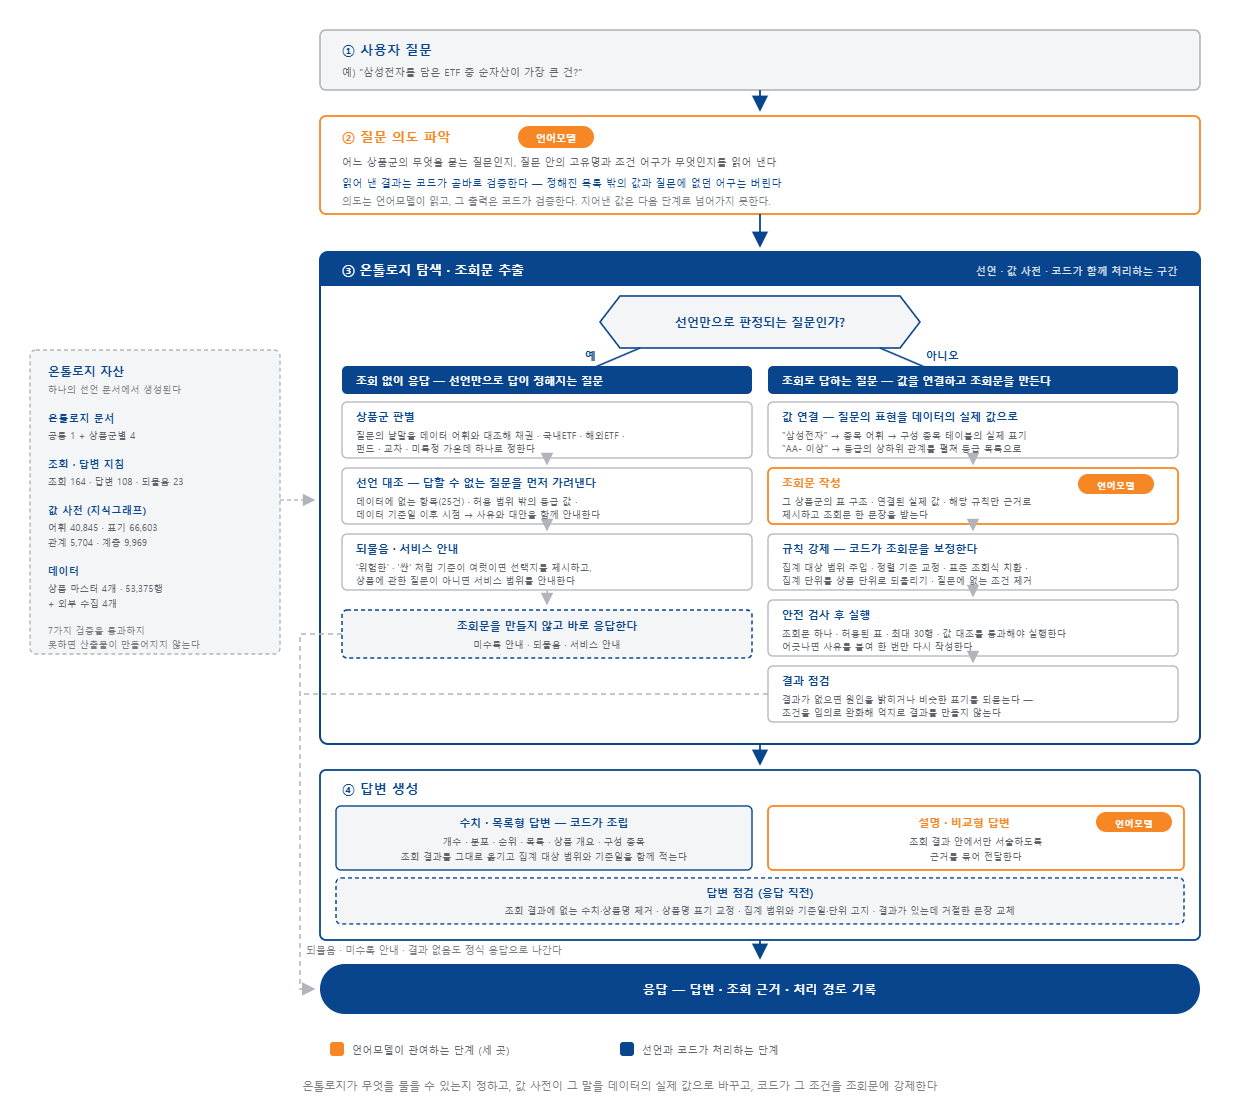 ① 사용자 질문
예) "삼성전자를 담은 ETF 중 순자산이 가장 큰 건?"
② 질문 의도 파악
언어모델
어느 상품군의 무엇을 묻는 질문인지, 질문 안의 고유명과 조건 어구가 무엇인지를 읽어 낸다
읽어 낸 결과는 코드가 곧바로 검증한다 — 정해진 목록 밖의 값과 질문에 없던 어구는 버린다
의도는 언어모델이 읽고, 그 출력은 코드가 검증한다. 지어낸 값은 다음 단계로 넘어가지 못한다.
③ 온톨로지 탐색 · 조회문 추출
선언 · 값 사전 · 코드가 함께 처리하는 구간
선언만으로 판정되는 질문인가?
예
아니오
온톨로지 자산
하나의 선언 문서에서 생성된다
온톨로지 문서
공통 1 + 상품군별 4
조회 · 답변 지침
조회 164 · 답변 108 · 되물음 23
값 사전 (지식그래프)
어휘 40,845 · 표기 66,603
관계 5,704 · 계층 9,969
데이터
상품 마스터 4개 · 53,375행
+ 외부 수집 4개
7가지 검증을 통과하지
못하면 산출물이 만들어지지 않는다
조회 없이 응답 — 선언만으로 답이 정해지는 질문
상품군 판별
질문의 낱말을 데이터 어휘와 대조해 채권 · 국내ETF · 해외ETF ·
펀드 · 교차 · 미특정 가운데 하나로 정한다
선언 대조 — 답할 수 없는 질문을 먼저 가려낸다
데이터에 없는 항목(25건) · 허용 범위 밖의 등급 값 ·
데이터 기준일 이후 시점 → 사유와 대안을 함께 안내한다
되물음 · 서비스 안내
'위험한' · '싼' 처럼 기준이 여럿이면 선택지를 제시하고,
상품에 관한 질문이 아니면 서비스 범위를 안내한다
조회문을 만들지 않고 바로 응답한다
미수록 안내 · 되물음 · 서비스 안내
조회로 답하는 질문 — 값을 연결하고 조회문을 만든다
값 연결 — 질문의 표현을 데이터의 실제 값으로
"삼성전자" → 종목 어휘 → 구성 종목 테이블의 실제 표기
"AA- 이상" → 등급의 상하위 관계를 펼쳐 등급 목록으로
조회문 작성
언어모델
그 상품군의 표 구조 · 연결된 실제 값 · 해당 규칙만 근거로
제시하고 조회문 한 문장을 받는다
규칙 강제 — 코드가 조회문을 보정한다
집계 대상 범위 주입 · 정렬 기준 교정 · 표준 조회식 치환 ·
집계 단위를 상품 단위로 되돌리기 · 질문에 없는 조건 제거
안전 검사 후 실행
조회문 하나 · 허용된 표 · 최대 30행 · 값 대조를 통과해야 실행한다
어긋나면 사유를 붙여 한 번만 다시 작성한다
결과 점검
결과가 없으면 원인을 밝히거나 비슷한 표기를 되묻는다 —
조건을 임의로 완화해 억지로 결과를 만들지 않는다
④ 답변 생성
수치 · 목록형 답변 — 코드가 조립
개수 · 분포 · 순위 · 목록 · 상품 개요 · 구성 종목
조회 결과를 그대로 옮기고 집계 대상 범위와 기준일을 함께 적는다
설명 · 비교형 답변
언어모델
조회 결과 안에서만 서술하도록
근거를 묶어 전달한다
답변 점검 (응답 직전)
조회 결과에 없는 수치·상품명 제거 · 상품명 표기 교정 · 집계 범위와 기준일·단위 고지 · 결과가 있는데 거절한 문장 교체
되물음 · 미수록 안내 · 결과 없음도 정식 응답으로 나간다
응답 — 답변 · 조회 근거 · 처리 경로 기록
언어모델이 관여하는 단계 (세 곳)
선언과 코드가 처리하는 단계
온톨로지가 무엇을 물을 수 있는지 정하고, 값 사전이 그 말을 데이터의 실제 값으로 바꾸고, 코드가 그 조건을 조회문에 강제한다